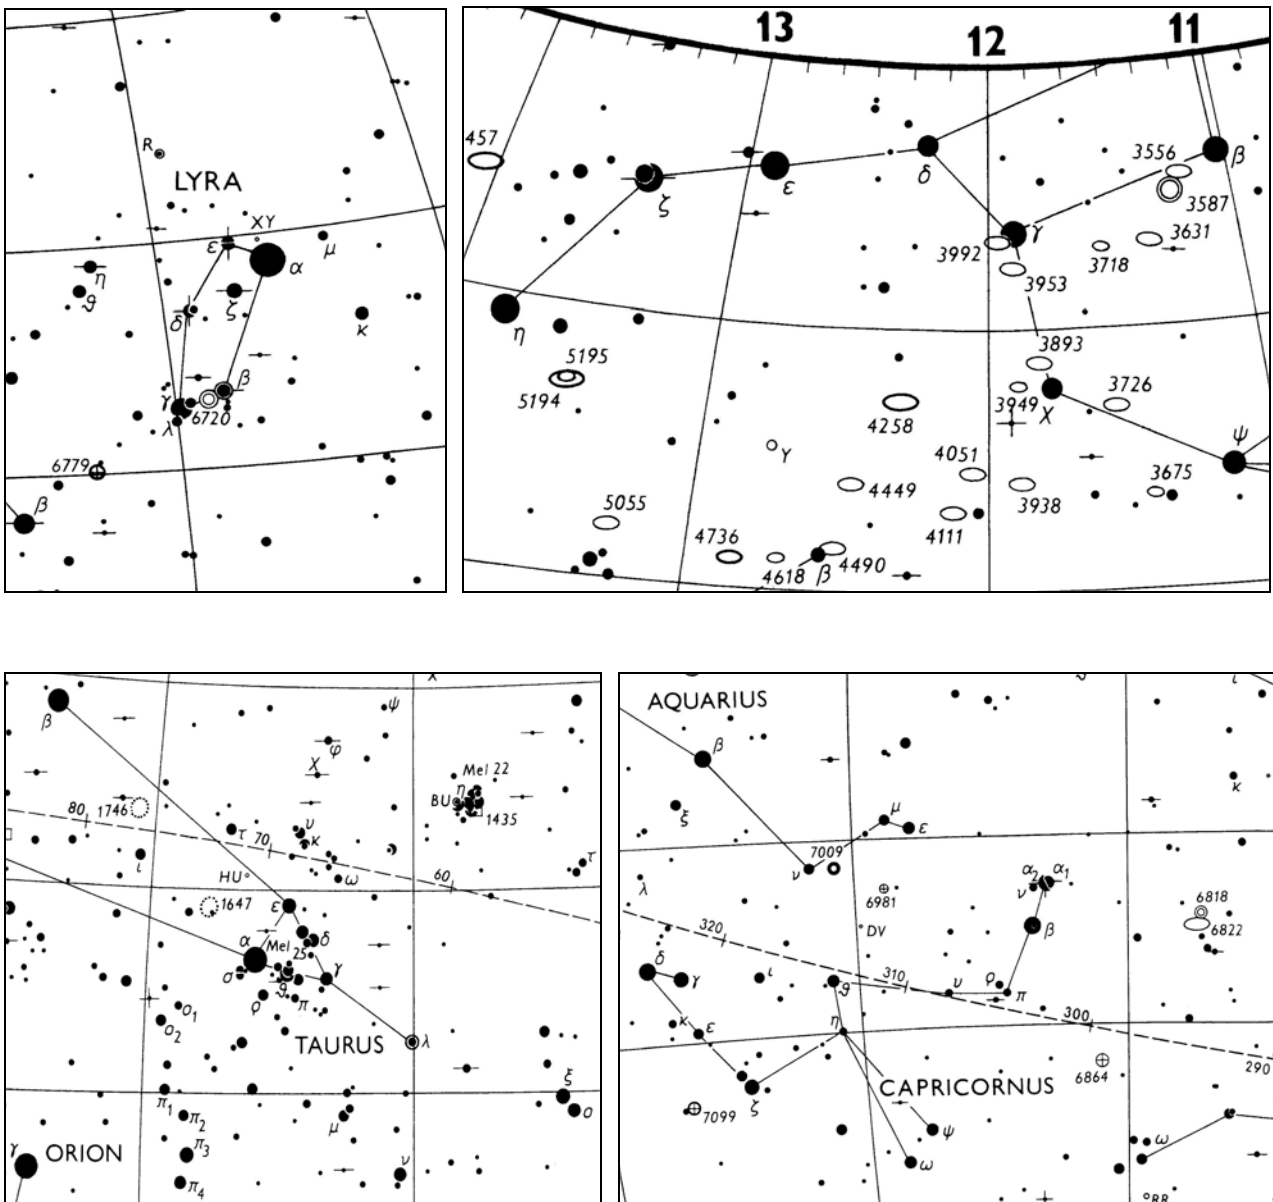 R
LYRA
XY
ε
μ
α
η
ϑ
ζ
δ
κ
β
γ
6720
λ
6779
β
13
12
11
457
ζ
ε
δ
3556
β
3587
γ
3992
3631
3718
3953
η
5195
5194
3893
3949
χ
3726
4258
ψ
Y
4051
4449
3938
3675
5055
4111
4736
4618
β
4490
β
ψ
φ
χ
Mel 22
η
BU
1435
80
1746
τ
70
υ
κ
ι
HU
ω
60
τ
1647
ε
α
δ
Mel 25
σ
ϑ
γ
ρ
π
ο1
ο2
TAURUS
λ
ξ
ο
π1
π2
μ
γ
ORION
π3
ν
π4
χ
AQUARIUS
ϑ
ι
β
κ
ξ
μ
ε
7009
ν
α2
α1
ν
λ
6981
6818
6822
320
DV
β
δ
γ
ι
ϑ
310
υ
ρ
π
κ
ε
η
300
ζ
CAPRICORNUS
6864
290
7099
ψ
ω
ω
RR